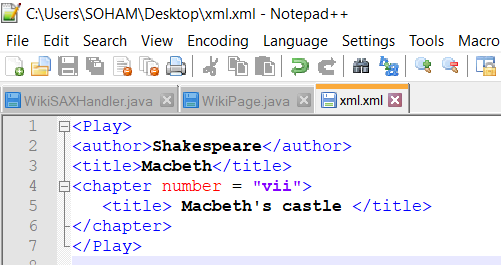 C:\Users\SOHAM\Desktop\xml.xml - Notepad++
File Edit Search View Encoding Language Settings Tools Macro
WikiSAXHandler.java WikiPage.java xml.xml
1 <Play>
2 <author>Shakespeare</author>
3 <title>Macbeth</title>
4 <chapter number = "vii">
5 <title> Macbeth's castle </title>
6 </chapter>
7 </Play>
8